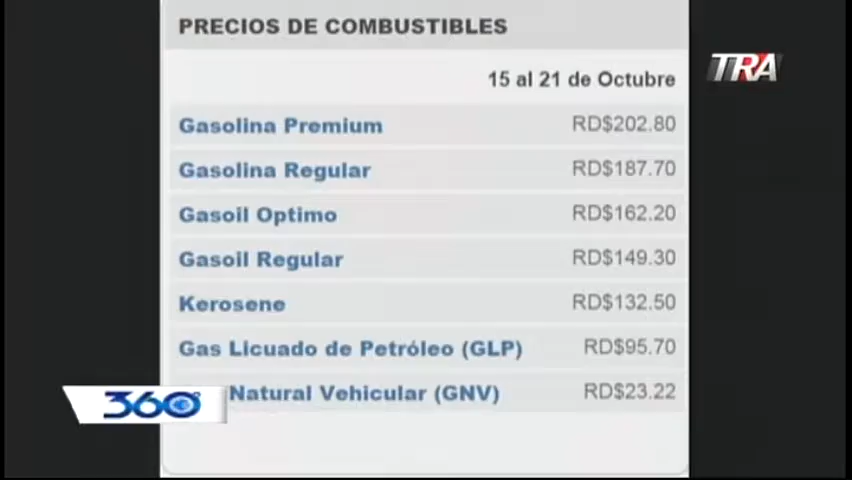 PRECIOS DE COMBUSTIBLES
TRA
15 al 21 de Octubre
Gasolina Premium RD$202.80
Gasolina Regular RD$187.70
Gasoil Optimo RD$162.20
Gasoil Regular RD$149.30
Kerosene RD$132.50
Gas Licuado de Petróleo (GLP) RD$95.70
Natural Vehicular (GNV) RD$23.22
360°